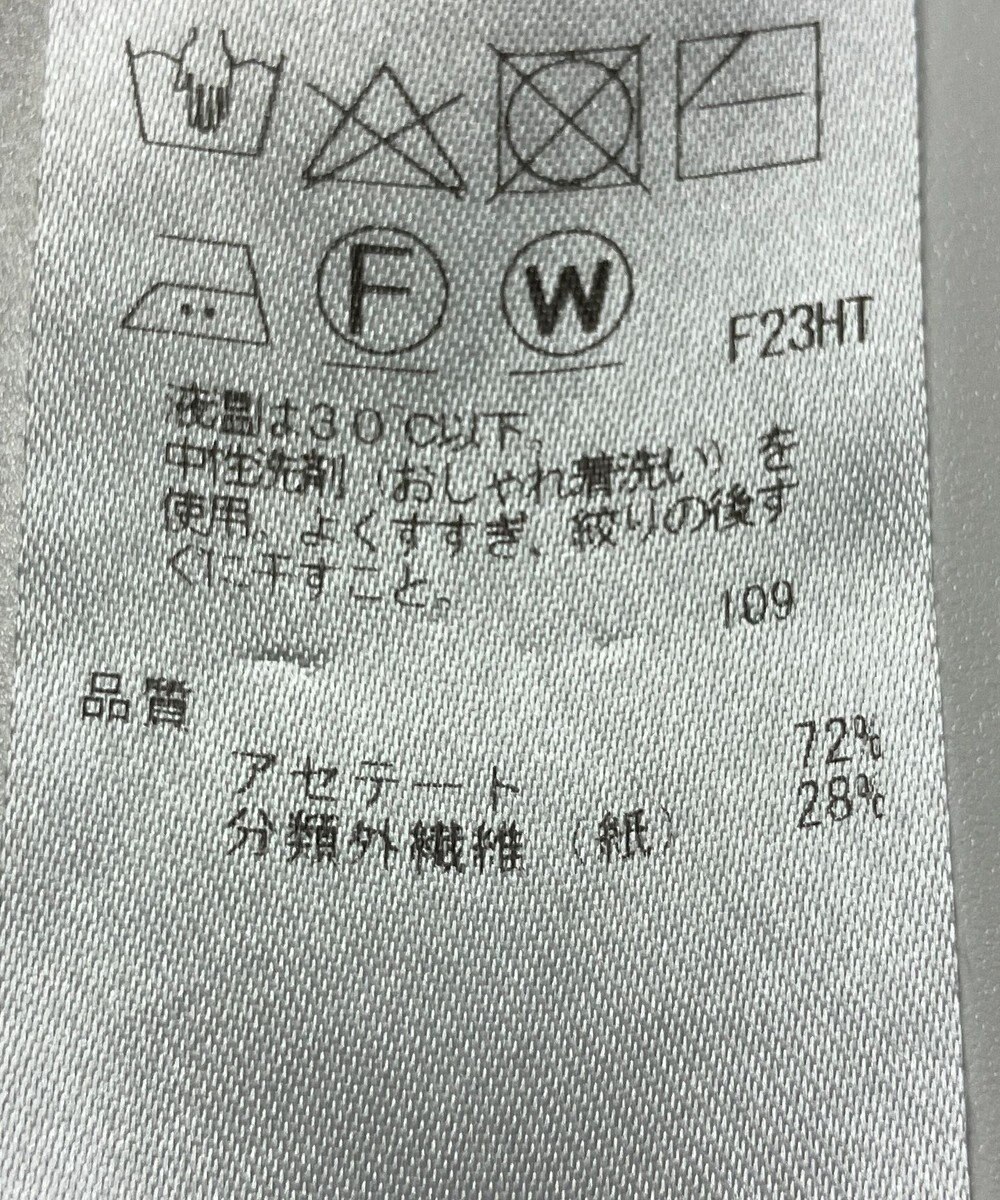 F W F23HT
液温は30℃以下、
中性洗剤(おしゃれ着洗い)を
使用、よくすすぎ、絞りの後す
ぐに干すこと。
109
品質
アセテート 72%
分類外繊維(紙) 28%